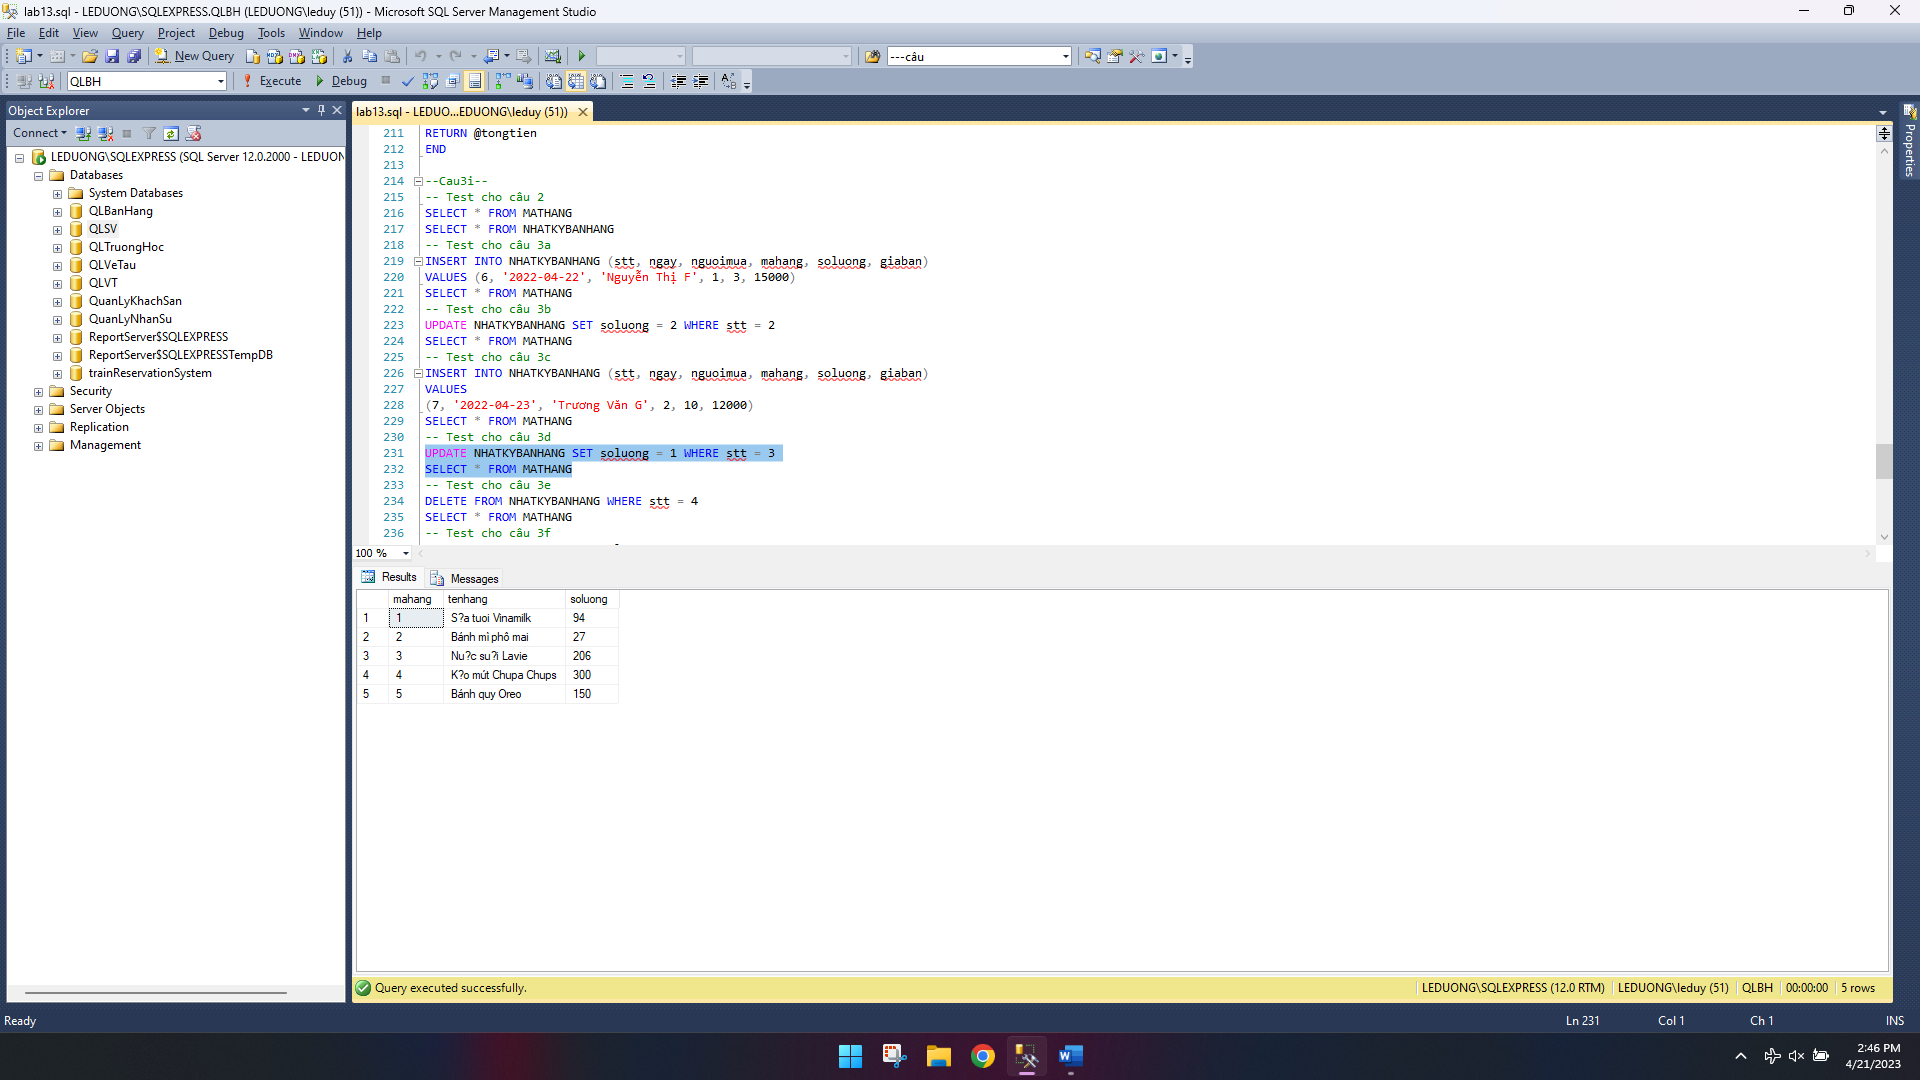 lab13.sql - LEDUONG\SQLEXPRESS.QLBH (LEDUONG\leduy (51)) - Microsoft SQL Server Management Studio
File Edit View Query Project Debug Tools Window Help
New Query ---câu
QLBH Execute Debug
Object Explorer
Connect
LEDUONG\SQLEXPRESS (SQL Server 12.0.2000 - LEDUON
Databases
System Databases
QLBanHang
QLSV
QLTruongHoc
QLVeTau
QLVT
QuanLyKhachSan
QuanLyNhanSu
ReportServer$SQLEXPRESS
ReportServer$SQLEXPRESSTempDB
trainReservationSystem
Security
Server Objects
Replication
Management
lab13.sql - LEDUO...EDUONG\leduy (51))
Properties
211 RETURN @tongtien
212 END
213
214 --Cau3i--
215 -- Test cho câu 2
216 SELECT * FROM MATHANG
217 SELECT * FROM NHATKYBANHANG
218 -- Test cho câu 3a
219 INSERT INTO NHATKYBANHANG (stt, ngay, nguoimua, mahang, soluong, giaban)
220 VALUES (6, '2022-04-22', 'Nguyễn Thị F', 1, 3, 15000)
221 SELECT * FROM MATHANG
222 -- Test cho câu 3b
223 UPDATE NHATKYBANHANG SET soluong = 2 WHERE stt = 2
224 SELECT * FROM MATHANG
225 -- Test cho câu 3c
226 INSERT INTO NHATKYBANHANG (stt, ngay, nguoimua, mahang, soluong, giaban)
227 VALUES
228 (7, '2022-04-23', 'Trương Văn G', 2, 10, 12000)
229 SELECT * FROM MATHANG
230 -- Test cho câu 3d
231 UPDATE NHATKYBANHANG SET soluong = 1 WHERE stt = 3
232 SELECT * FROM MATHANG
233 -- Test cho câu 3e
234 DELETE FROM NHATKYBANHANG WHERE stt = 4
235 SELECT * FROM MATHANG
236 -- Test cho câu 3f
100 %
Results Messages
mahang tenhang soluong
1 1 S?a tuoi Vinamilk 94
2 2 Bánh mì phô mai 27
3 3 Nu?c su?i Lavie 206
4 4 K?o mút Chupa Chups 300
5 5 Bánh quy Oreo 150
Query executed successfully. LEDUONG\SQLEXPRESS (12.0 RTM) LEDUONG\leduy (51) QLBH 00:00:00 5 rows
Ready Ln 231 Col 1 Ch 1 INS
2:46 PM
4/21/2023